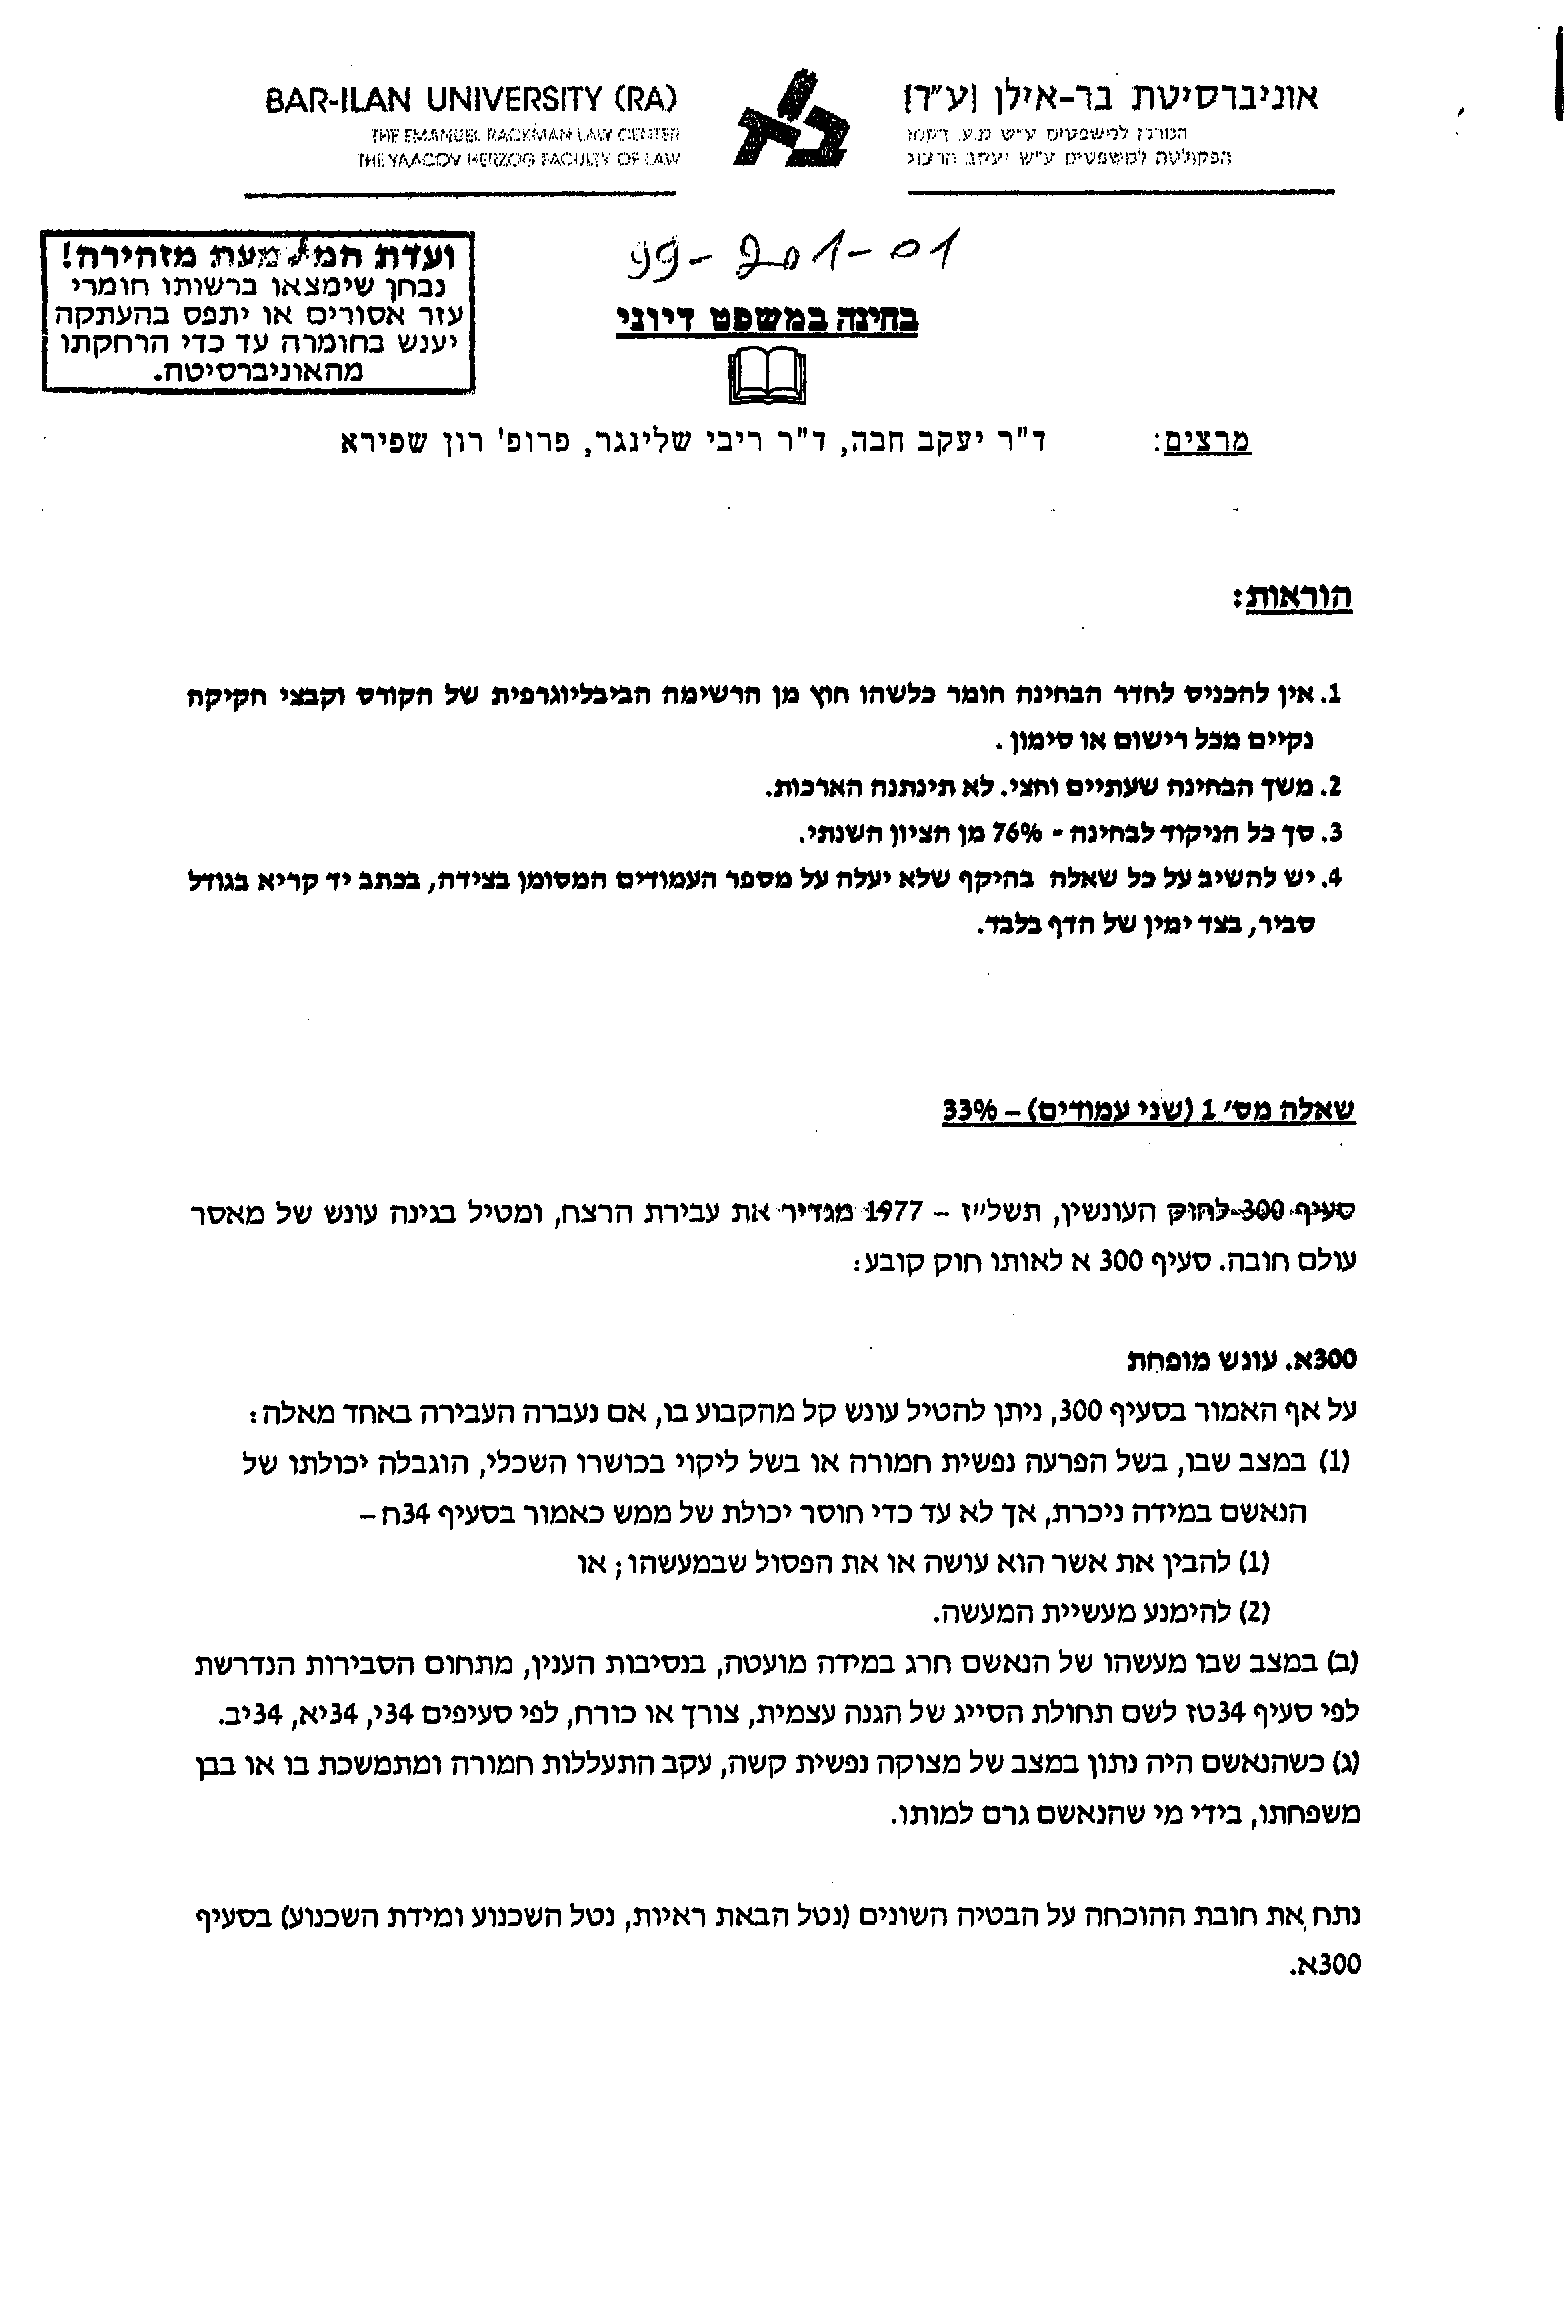 אוניברסיטת בר-אילן (ע"ר)
BAR-ILAN UNIVERSITY (RA)
THE EMANUEL RACKMAN LAW CENTER
THE YAACOV HERZOG FACULTY OF LAW
הפקולטה למשפטים ע"ש יעקב הרצוג
99-201-01
ועדת המשמעת מזהירה!
נבחן שימצאו ברשותו חומרי
עזר אסורים או יתפס בהעתקה
יענש בחומרה עד כדי הרחקתו
מהאוניברסיטה.
בחינה במשפט דיוני
מרצים: ד"ר יעקב חבה, ד"ר ריבי שלינגר, פרופ' רון שפירא
הוראות:
1. אין להכניס לחדר הבחינה חומר כלשהו חוץ מן הרשימה הביבליוגרפית של הקורס וקבצי חקיקה
נקיים מכל רישום או סימון.
2. משך הבחינה שעתיים וחצי. לא תינתנה הארכות.
3. סך כל הניקוד לבחינה - 76% מן הציון השנתי.
4. יש להשיב על כל שאלה בהיקף שלא יעלה על מספר העמודים המסומן בצידה, בכתב יד קריא בגודל
סביר, בצד ימין של הדף בלבד.
שאלה מס' 1 (שני עמודים) – 33%
סעיף 300 לחוק העונשין, תשל"ז – 1977 מגדיר את עבירת הרצח, ומטיל בגינה עונש של מאסר
עולם חובה. סעיף 300 א לאותו חוק קובע:
300א. עונש מופחת
על אף האמור בסעיף 300, ניתן להטיל עונש קל מהקבוע בו, אם נעברה העבירה באחד מאלה:
(1) במצב שבו, בשל הפרעה נפשית חמורה או בשל ליקוי בכושרו השכלי, הוגבלה יכולתו של
הנאשם במידה ניכרת, אך לא עד כדי חוסר יכולת של ממש כאמור בסעיף 34ח –
(1) להבין את אשר הוא עושה או את הפסול שבמעשהו; או
(2) להימנע מעשיית המעשה.
(ב) במצב שבו מעשהו של הנאשם חרג במידה מועטה, בנסיבות הענין, מתחום הסבירות הנדרשת
לפי סעיף 34טז לשם תחולת הסייג של הגנה עצמית, צורך או כורח, לפי סעיפים 34י, 34יא, 34יב.
(ג) כשהנאשם היה נתון במצב של מצוקה נפשית קשה, עקב התעללות חמורה ומתמשכת בו או בבן
משפחתו, בידי מי שהנאשם גרם למותו.
נתח את חובת ההוכחה על הבטיה השונים (נטל הבאת ראיות, נטל השכנוע ומידת השכנוע) בסעיף
300א.